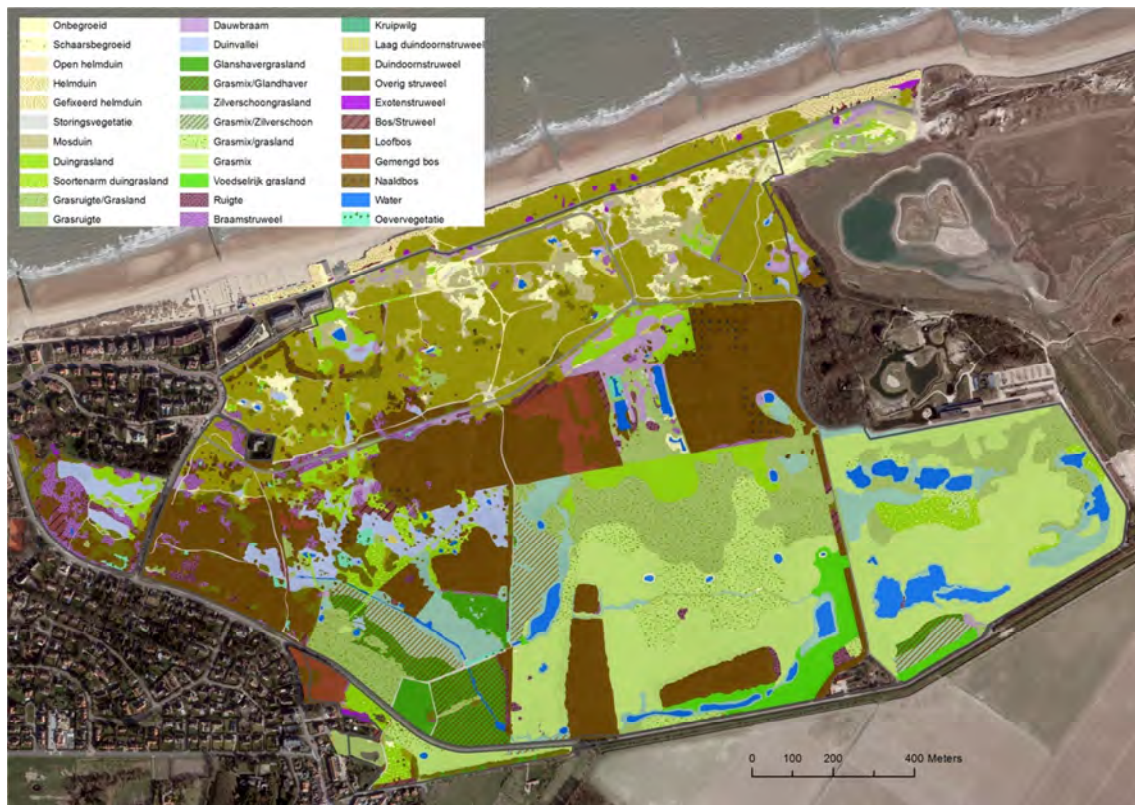 Onbegroeid
Schaarsbegroeid
Open helmduin
Helmduin
Gefixeerd helmduin
Storingsvegetatie
Mosduin
Duingrasland
Soortenarm duingrasland
Grasruigte/Grasland
Grasruigte
Dauwbraam
Duinvallei
Glanshavergrasland
Grasmix/Glandhaver
Zilverschoongrasland
Grasmix/Zilverschoon
Grasmix/grasland
Grasmix
Voedselrijk grasland
Ruigte
Braamstruweel
Kruipwilg
Laag duindoornstruweel
Duindoornstruweel
Overig struweel
Exotenstruweel
Bos/Struweel
Loofbos
Gemengd bos
Naaldbos
Water
Oevervegetatie
0 100 200 400 Meters